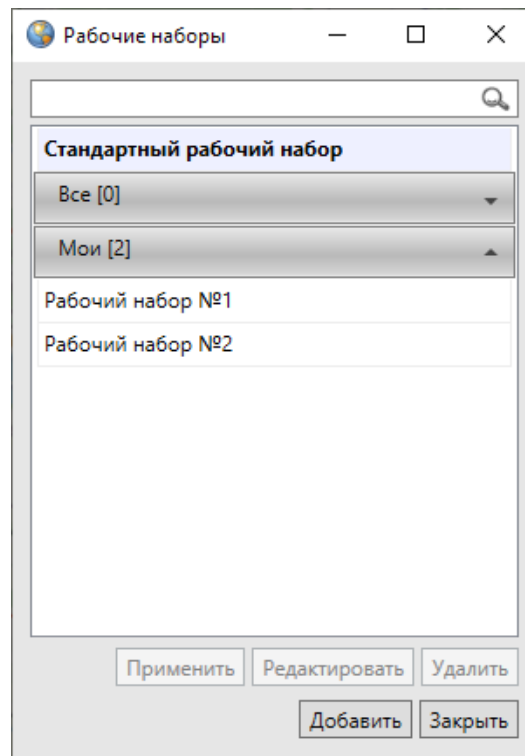 Рабочие наборы
Стандартный рабочий набор
Все [0]
Мои [2]
Рабочий набор №1
Рабочий набор №2
Применить Редактировать Удалить
Добавить Закрыть